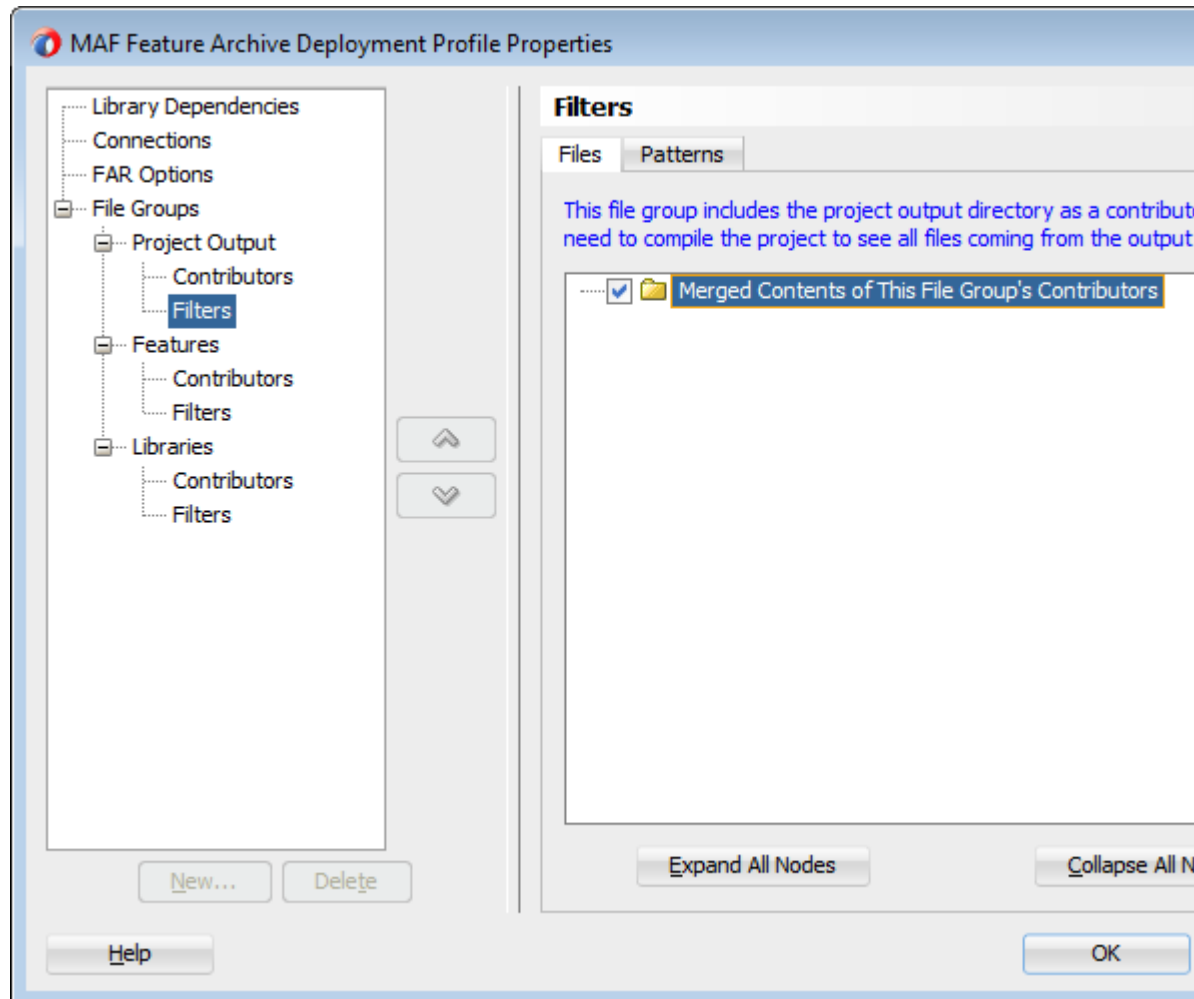 MAF Feature Archive Deployment Profile Properties
Library Dependencies
Connections
FAR Options
File Groups
Project Output
Contributors
Filters
Features
Contributors
Filters
Libraries
Contributors
Filters
New...
Delete
Filters
Files Patterns
This file group includes the project output directory as a
need to compile the project to see all files coming from the output
Merged Contents of This File Group's Contributors
Expand All Nodes
Collapse All
Help
OK